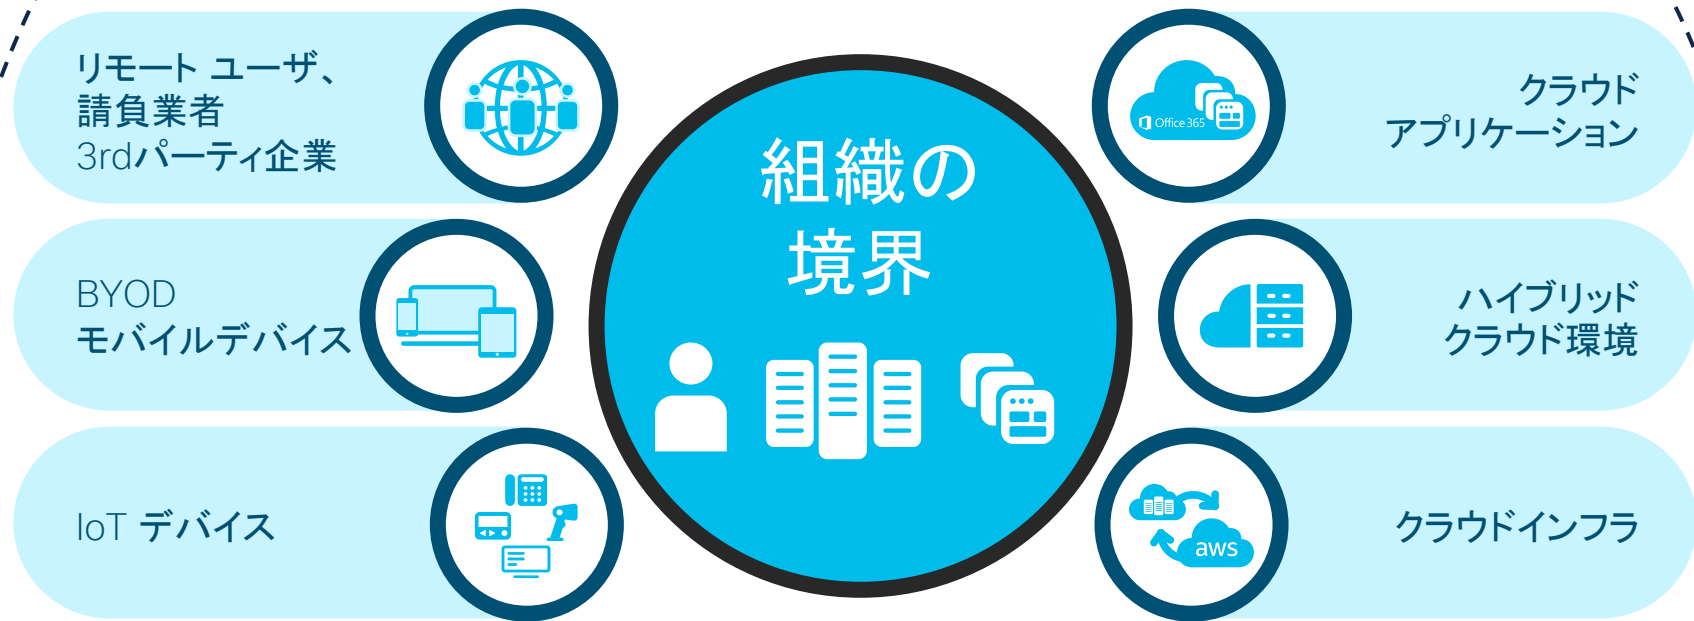 リモート ユーザ、
請負業者
3rdパーティ企業
BYOD
モバイルデバイス
IoT デバイス
組織の
境界
Office 365
クラウド
アプリケーション
ハイブリッド
クラウド環境
aws
クラウドインフラ